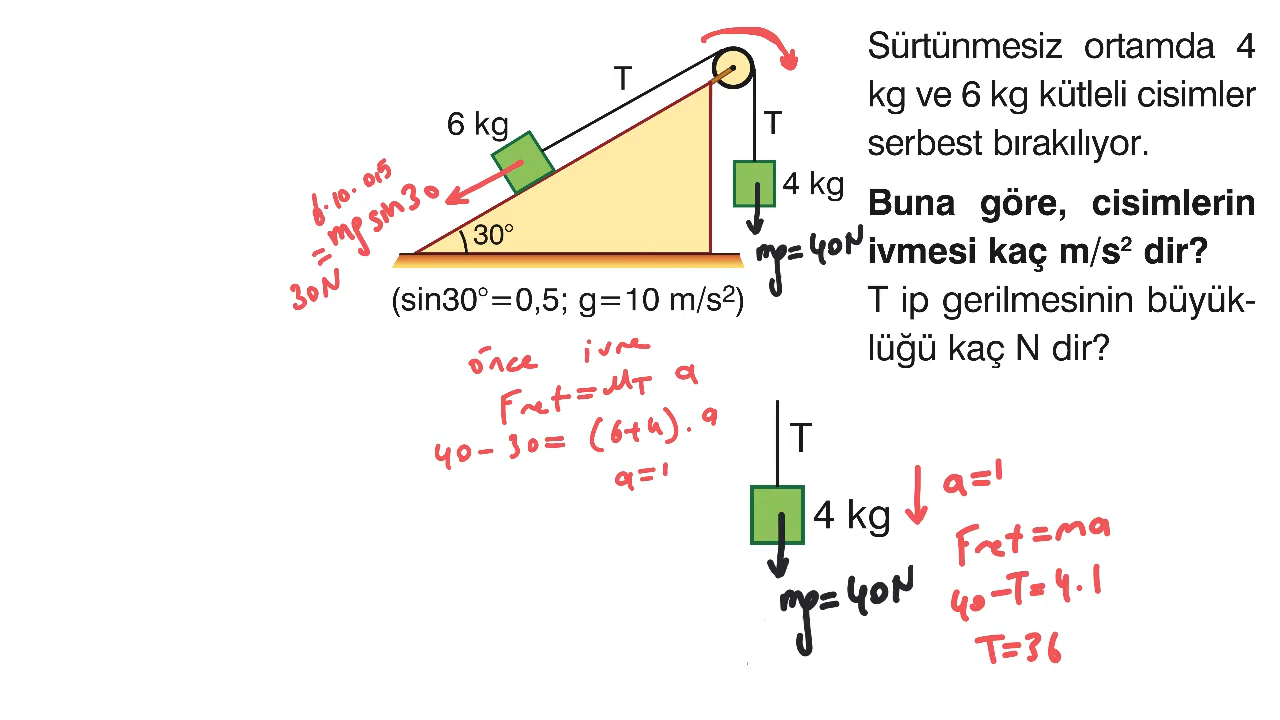 Sürtünmesiz ortamda 4
kg ve 6 kg kütleli cisimler
serbest bırakılıyor.
Buna göre, cisimlerin
ivmesi kaç m/s² dir?
T ip gerilmesinin büyük-
lüğü kaç N dir?
T
6 kg
T
4 kg
mg=40N
6.10.0,5
=mg sin30
30N
30°
(sin30°=0,5; g=10 m/s²)
önce ivme
Fnet=MT a
40-30=(6+4).a
a=1
T
4 kg
mg=40N
a=1
Fnet=ma
40-T=4.1
T=36